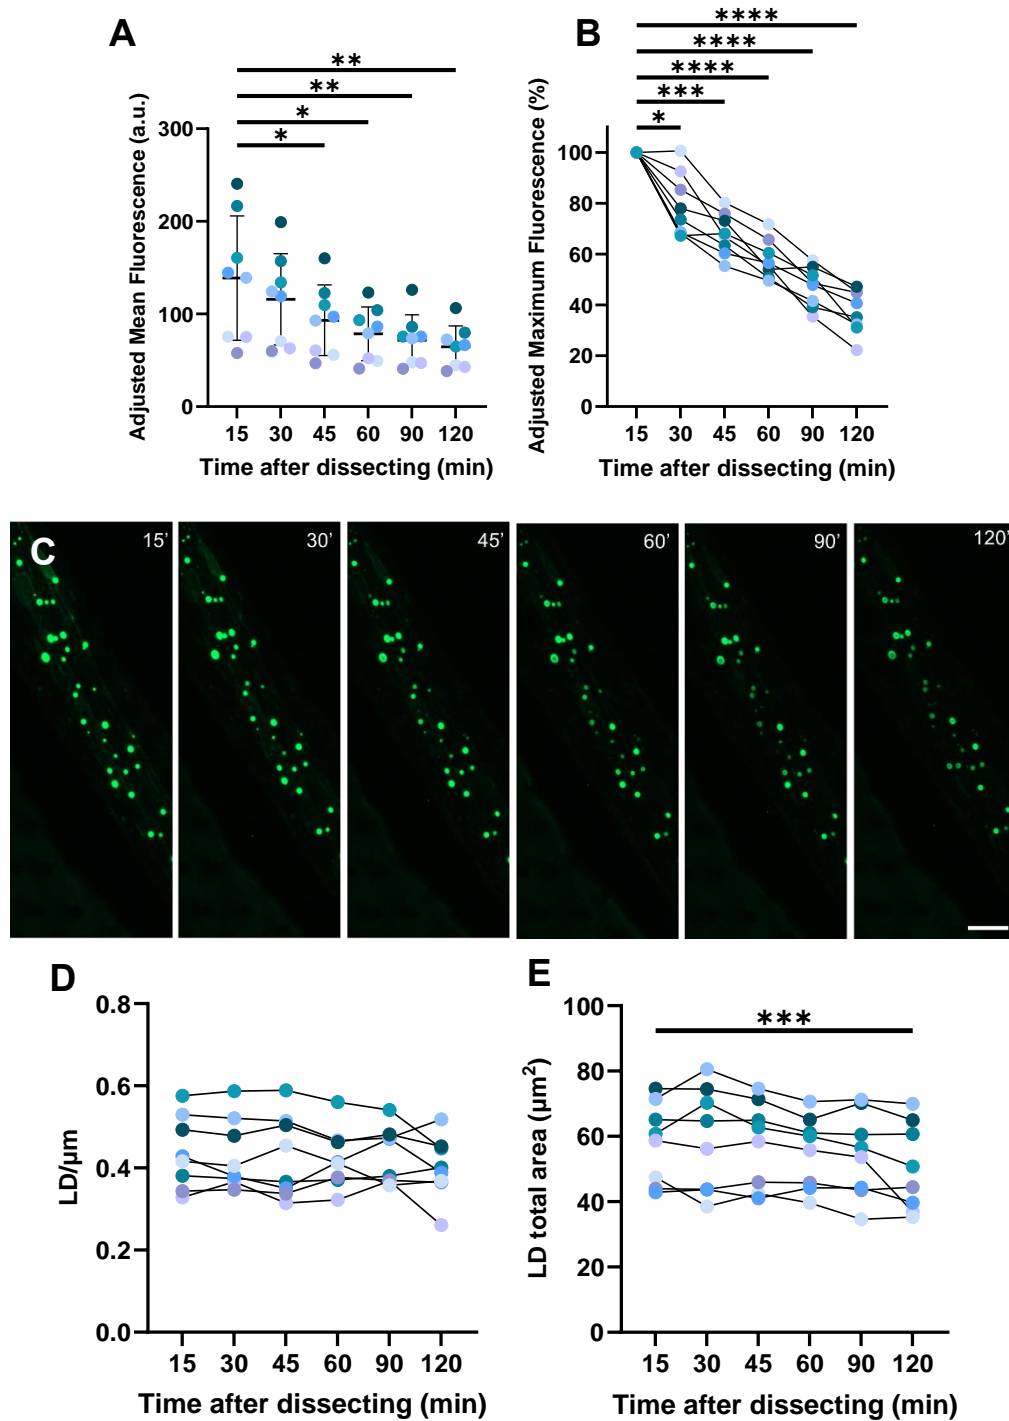 A
**
**
*
*
Adjusted Mean Fluorescence (a.u.)
300
200
100
0
15 30 45 60 90 120
Time after dissecting (min)
B
****
****
****
***
*
Adjusted Maximum Fluorescence (%)
100
80
60
40
20
0
15 30 45 60 90 120
Time after dissecting (min)
C
15’ 30’ 45’ 60’ 90’ 120’
D
LD/µm
0.8
0.6
0.4
0.2
0.0
15 30 45 60 90 120
Time after dissecting (min)
E
***
LD total area (µm²)
100
80
60
40
20
0
15 30 45 60 90 120
Time after dissecting (min)